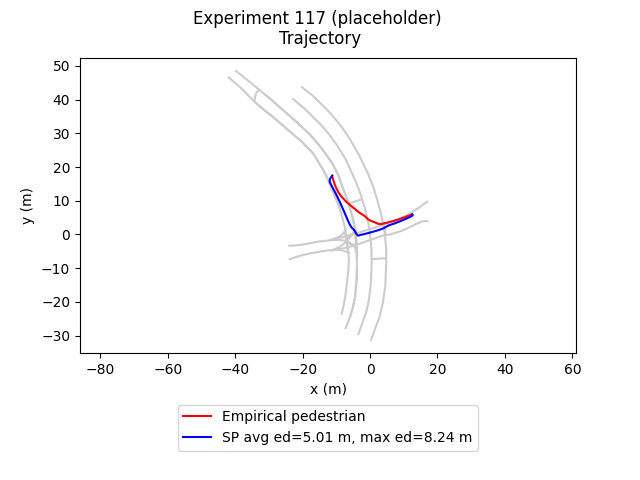 Experiment 117 (placeholder)
Trajectory
50
40
30
20
10
0
−10
−20
−30
y (m)
−80 −60 −40 −20 0 20 40 60
x (m)
Empirical pedestrian
SP avg ed=5.01 m, max ed=8.24 m